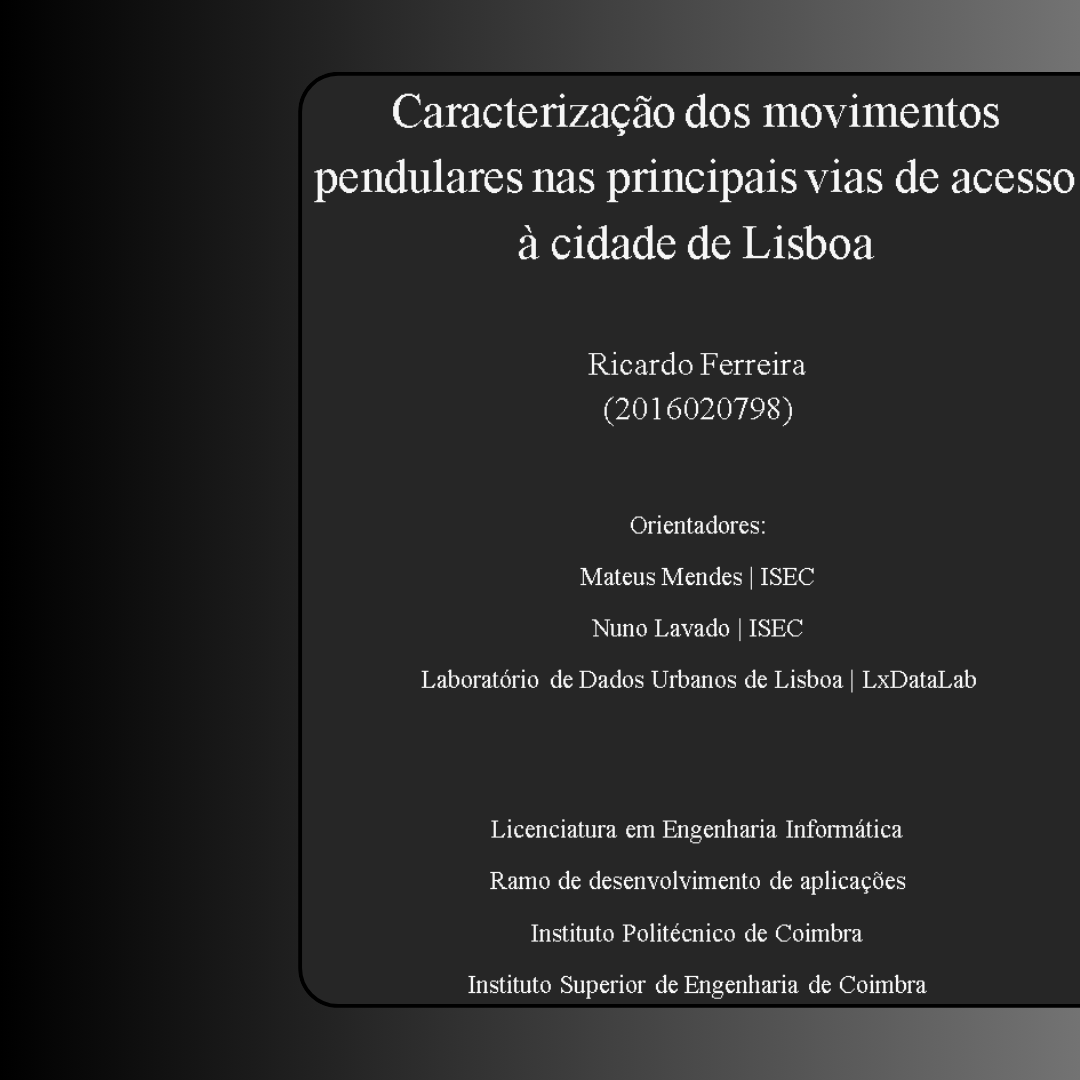 Caracterização dos movimentos
pendulares nas principais vias de acesso
à cidade de Lisboa
Ricardo Ferreira
(2016020798)
Orientadores:
Mateus Mendes | ISEC
Nuno Lavado | ISEC
Laboratório de Dados Urbanos de Lisboa | LxDataLab
Licenciatura em Engenharia Informática
Ramo de desenvolvimento de aplicações
Instituto Politécnico de Coimbra
Instituto Superior de Engenharia de Coimbra